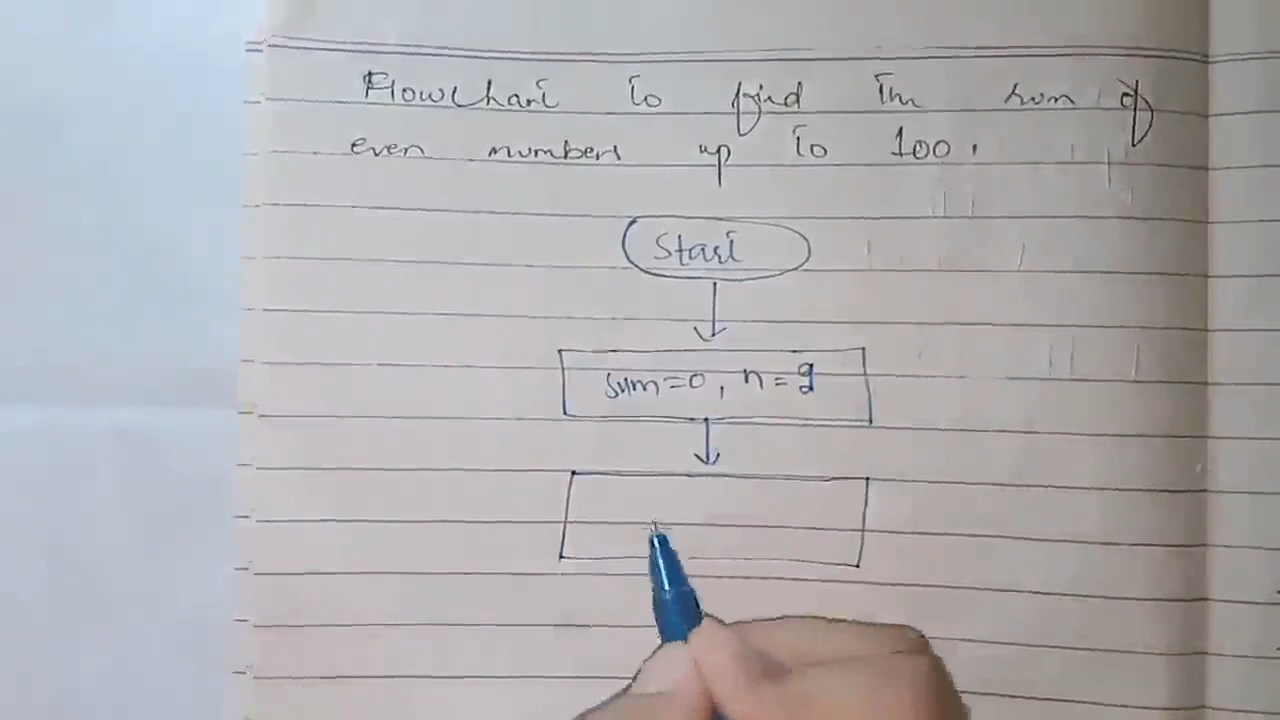 Flowchart to find the sum of
even numbers up to 100.
Start
sum=0, n=2